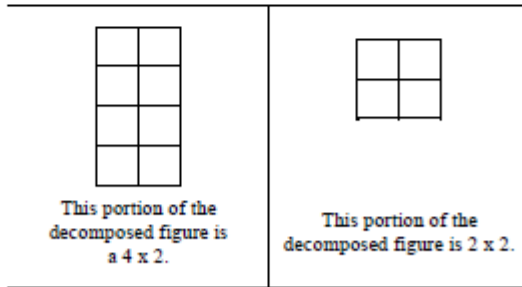 This portion of the
decomposed figure is
a 4 x 2.
This portion of the
decomposed figure is 2 x 2.